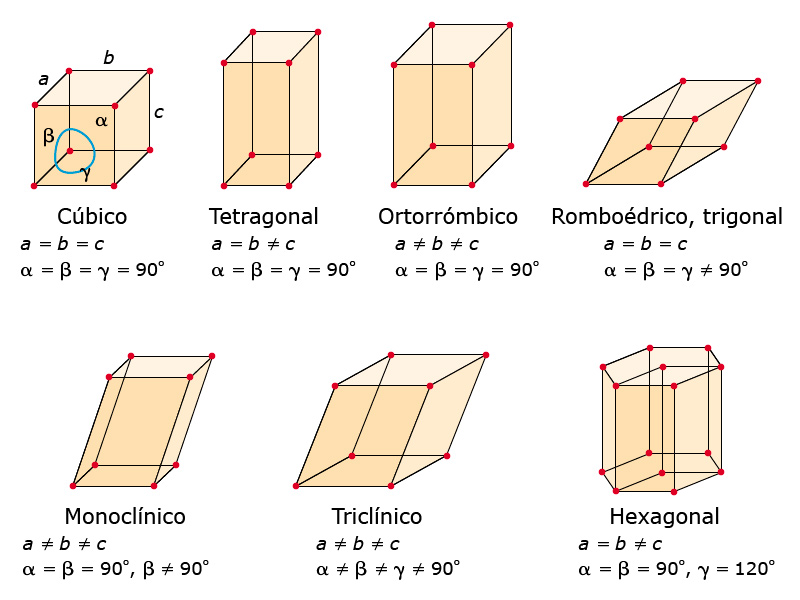 b
a
c
α
β
γ
Cúbico
a = b = c
α = β = γ = 90°
Tetragonal
a = b ≠ c
α = β = γ = 90°
Ortorrómbico
a ≠ b ≠ c
α = β = γ = 90°
Romboédrico, trigonal
a = b = c
α = β = γ ≠ 90°
Monoclínico
a ≠ b ≠ c
α = β = 90°, β ≠ 90°
Triclínico
a ≠ b ≠ c
α ≠ β ≠ γ ≠ 90°
Hexagonal
a = b ≠ c
α = β = 90°, γ = 120°